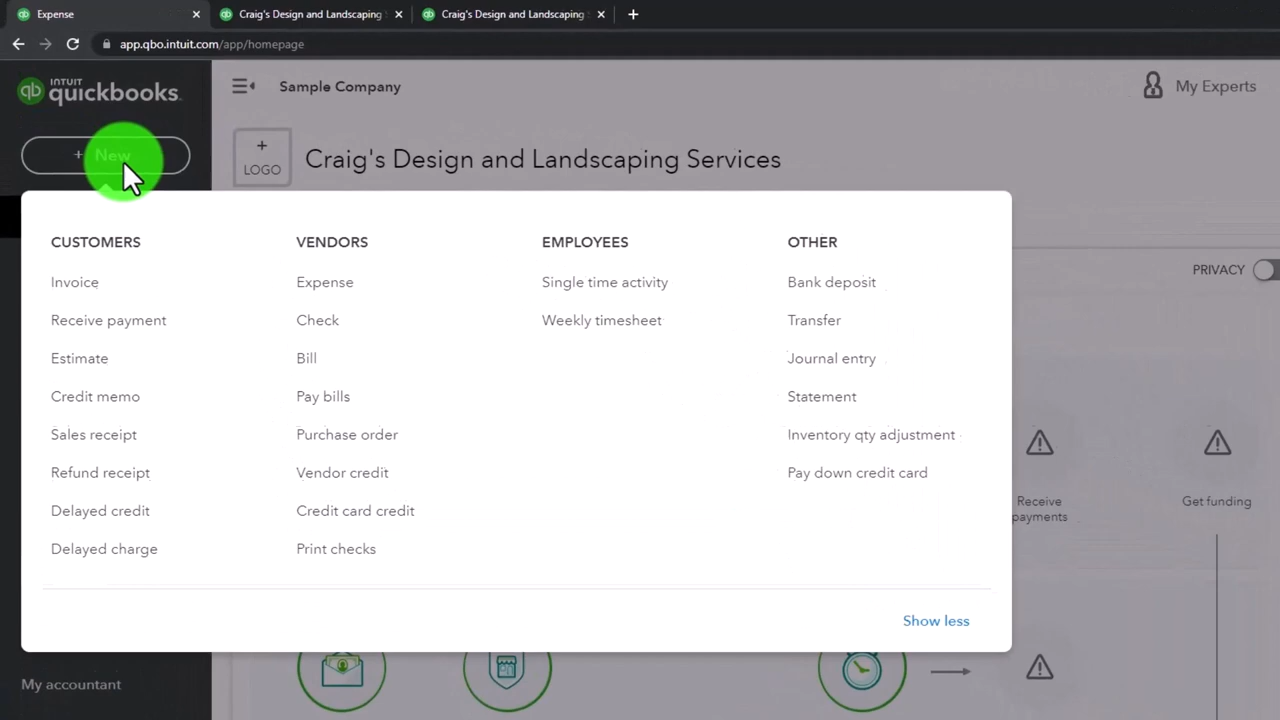 Expense
Craig's Design and Landscaping
Craig's Design and Landscaping
app.qbo.intuit.com/app/homepage
INTUIT
quickbooks.
Sample Company
My Experts
+ New
+
LOGO
Craig's Design and Landscaping Services
PRIVACY
CUSTOMERS
Invoice
Receive payment
Estimate
Credit memo
Sales receipt
Refund receipt
Delayed credit
Delayed charge
VENDORS
Expense
Check
Bill
Pay bills
Purchase order
Vendor credit
Credit card credit
Print checks
EMPLOYEES
Single time activity
Weekly timesheet
OTHER
Bank deposit
Transfer
Journal entry
Statement
Inventory qty adjustment
Pay down credit card
Show less
Receive
payments
Get funding
My accountant